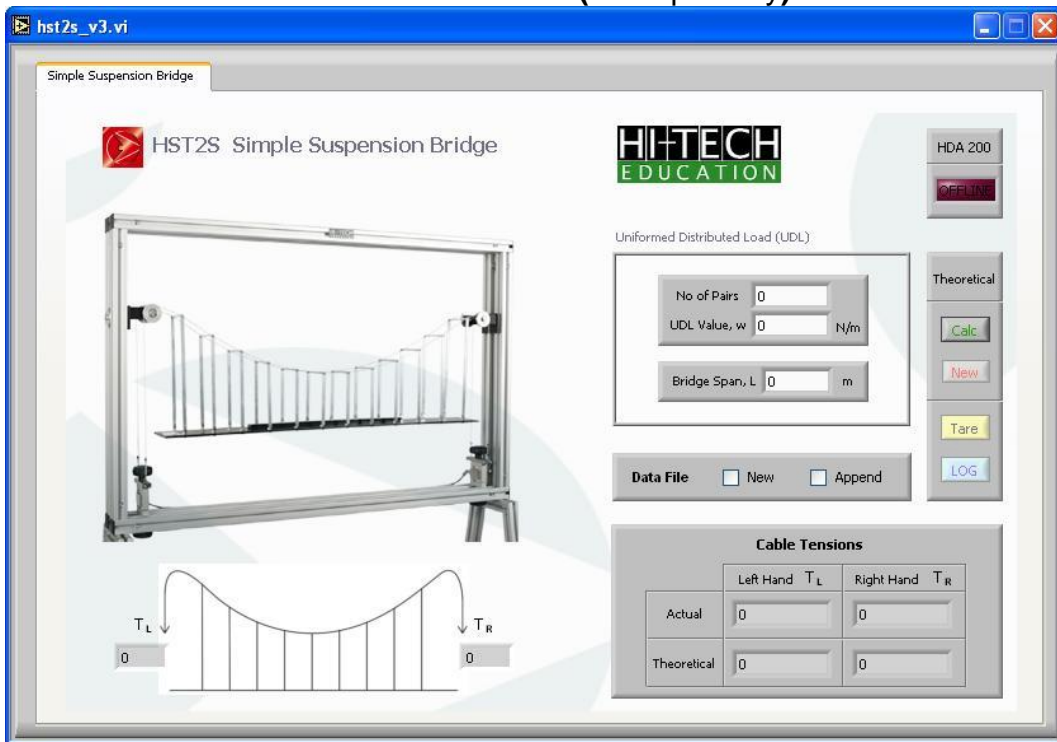 hst2s_v3.vi
Simple Suspension Bridge
HST2S Simple Suspension Bridge
HI-TECH
EDUCATION
HDA 200
OFFLINE
Uniformed Distributed Load (UDL)
No of Pairs 0
UDL Value, w 0 N/m
Bridge Span, L 0 m
Theoretical
Calc
New
Tare
LOG
Data File New Append
Cable Tensions
Left Hand TL Right Hand TR
Actual 0 0
Theoretical 0 0
TL TR
0 0